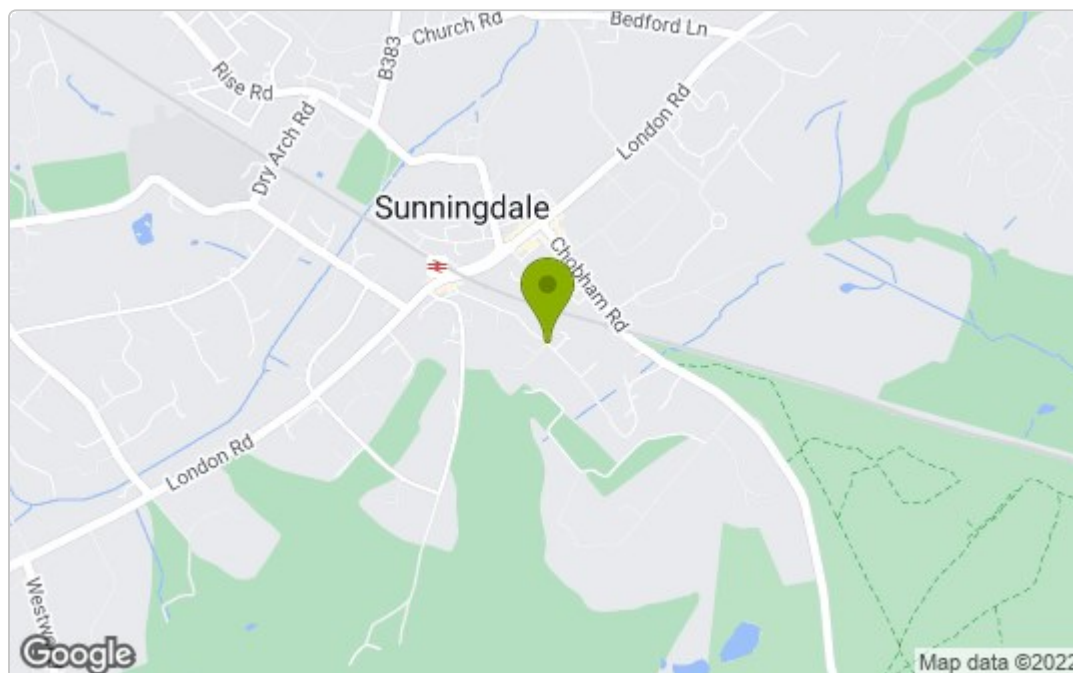 Church Rd
Bedford Ln
B383
Rise Rd
Dry Arch Rd
London Rd
Sunningdale
Chobham Rd
London Rd
Westwo
Google
Map data ©2022